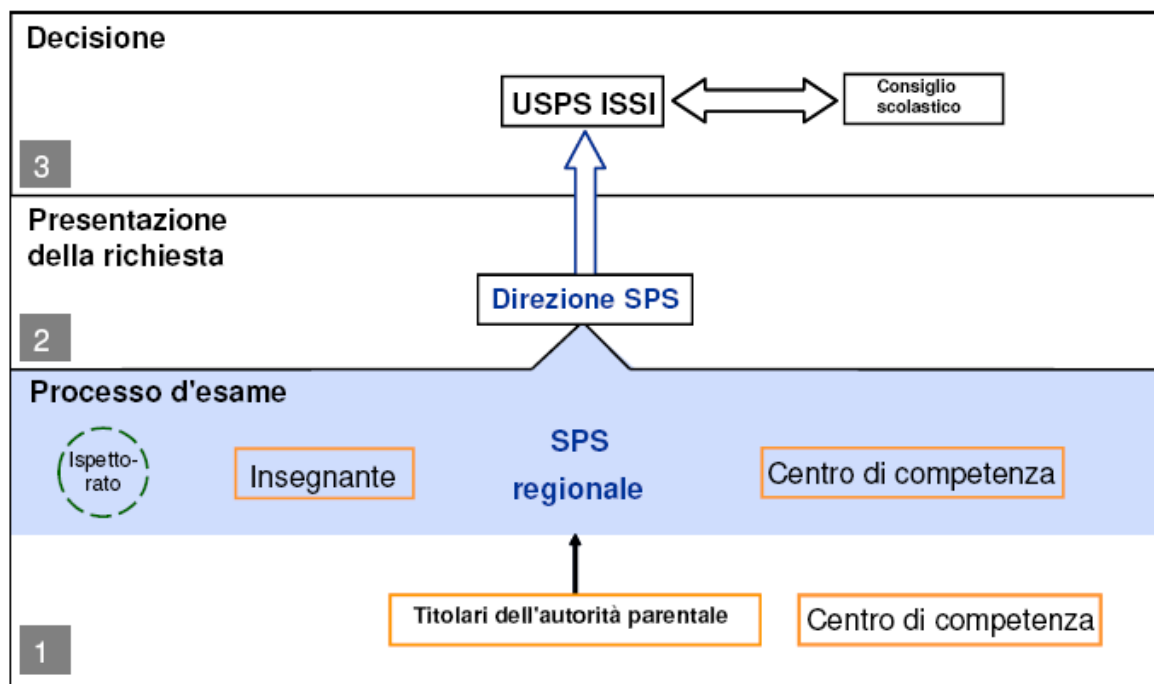 Decisione
USPS ISSI
Consiglio
scolastico
3
Presentazione
della richiesta
Direzione SPS
2
Processo d'esame
Ispetto-
rato
Insegnante
SPS
regionale
Centro di competenza
Titolari dell'autorità parentale
Centro di competenza
1